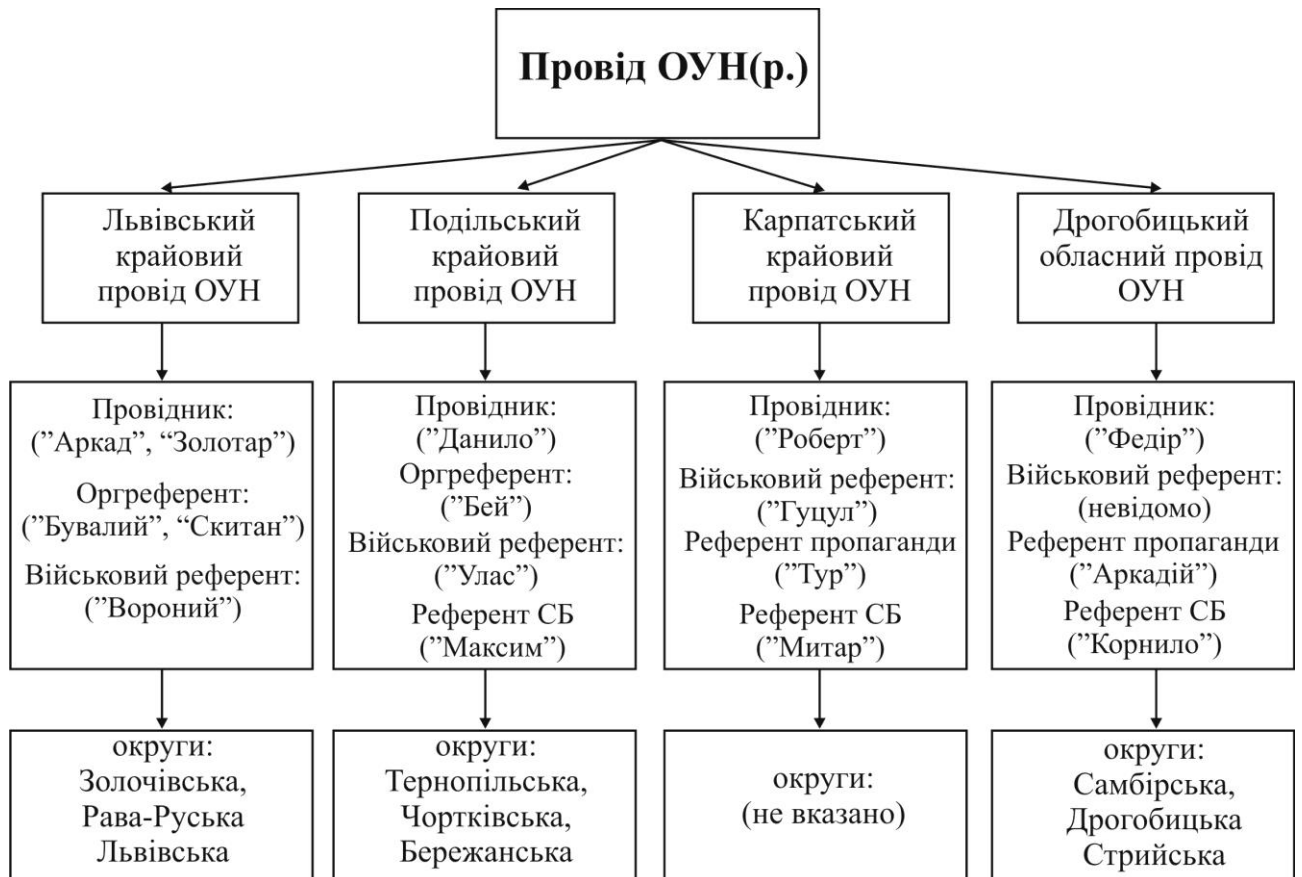 Провід ОУН(р.)
Львівський
крайовий
провід ОУН
Подільський
крайовий
провід ОУН
Карпатський
крайовий
провід ОУН
Дрогобицький
обласний провід
ОУН
Провідник:
(”Аркад”, “Золотар”)
Оргреферент:
(”Бувалий”, “Скитан”)
Військовий референт:
(”Вороний”)
Провідник:
(”Данило”)
Оргреферент:
(”Бей”)
Військовий референт:
(”Улас”)
Референт СБ
(”Максим”)
Провідник:
(”Роберт”)
Військовий референт:
(”Гуцул”)
Референт пропаганди
(”Тур”)
Референт СБ
(”Митар”)
Провідник:
(”Федір”)
Військовий референт:
(невідомо)
Референт пропаганди
(”Аркадій”)
Референт СБ
(”Корнило”)
округи:
Золочівська,
Рава-Руська
Львівська
округи:
Тернопільська,
Чортківська,
Бережанська
округи:
(не вказано)
округи:
Самбірська,
Дрогобицька
Стрийська